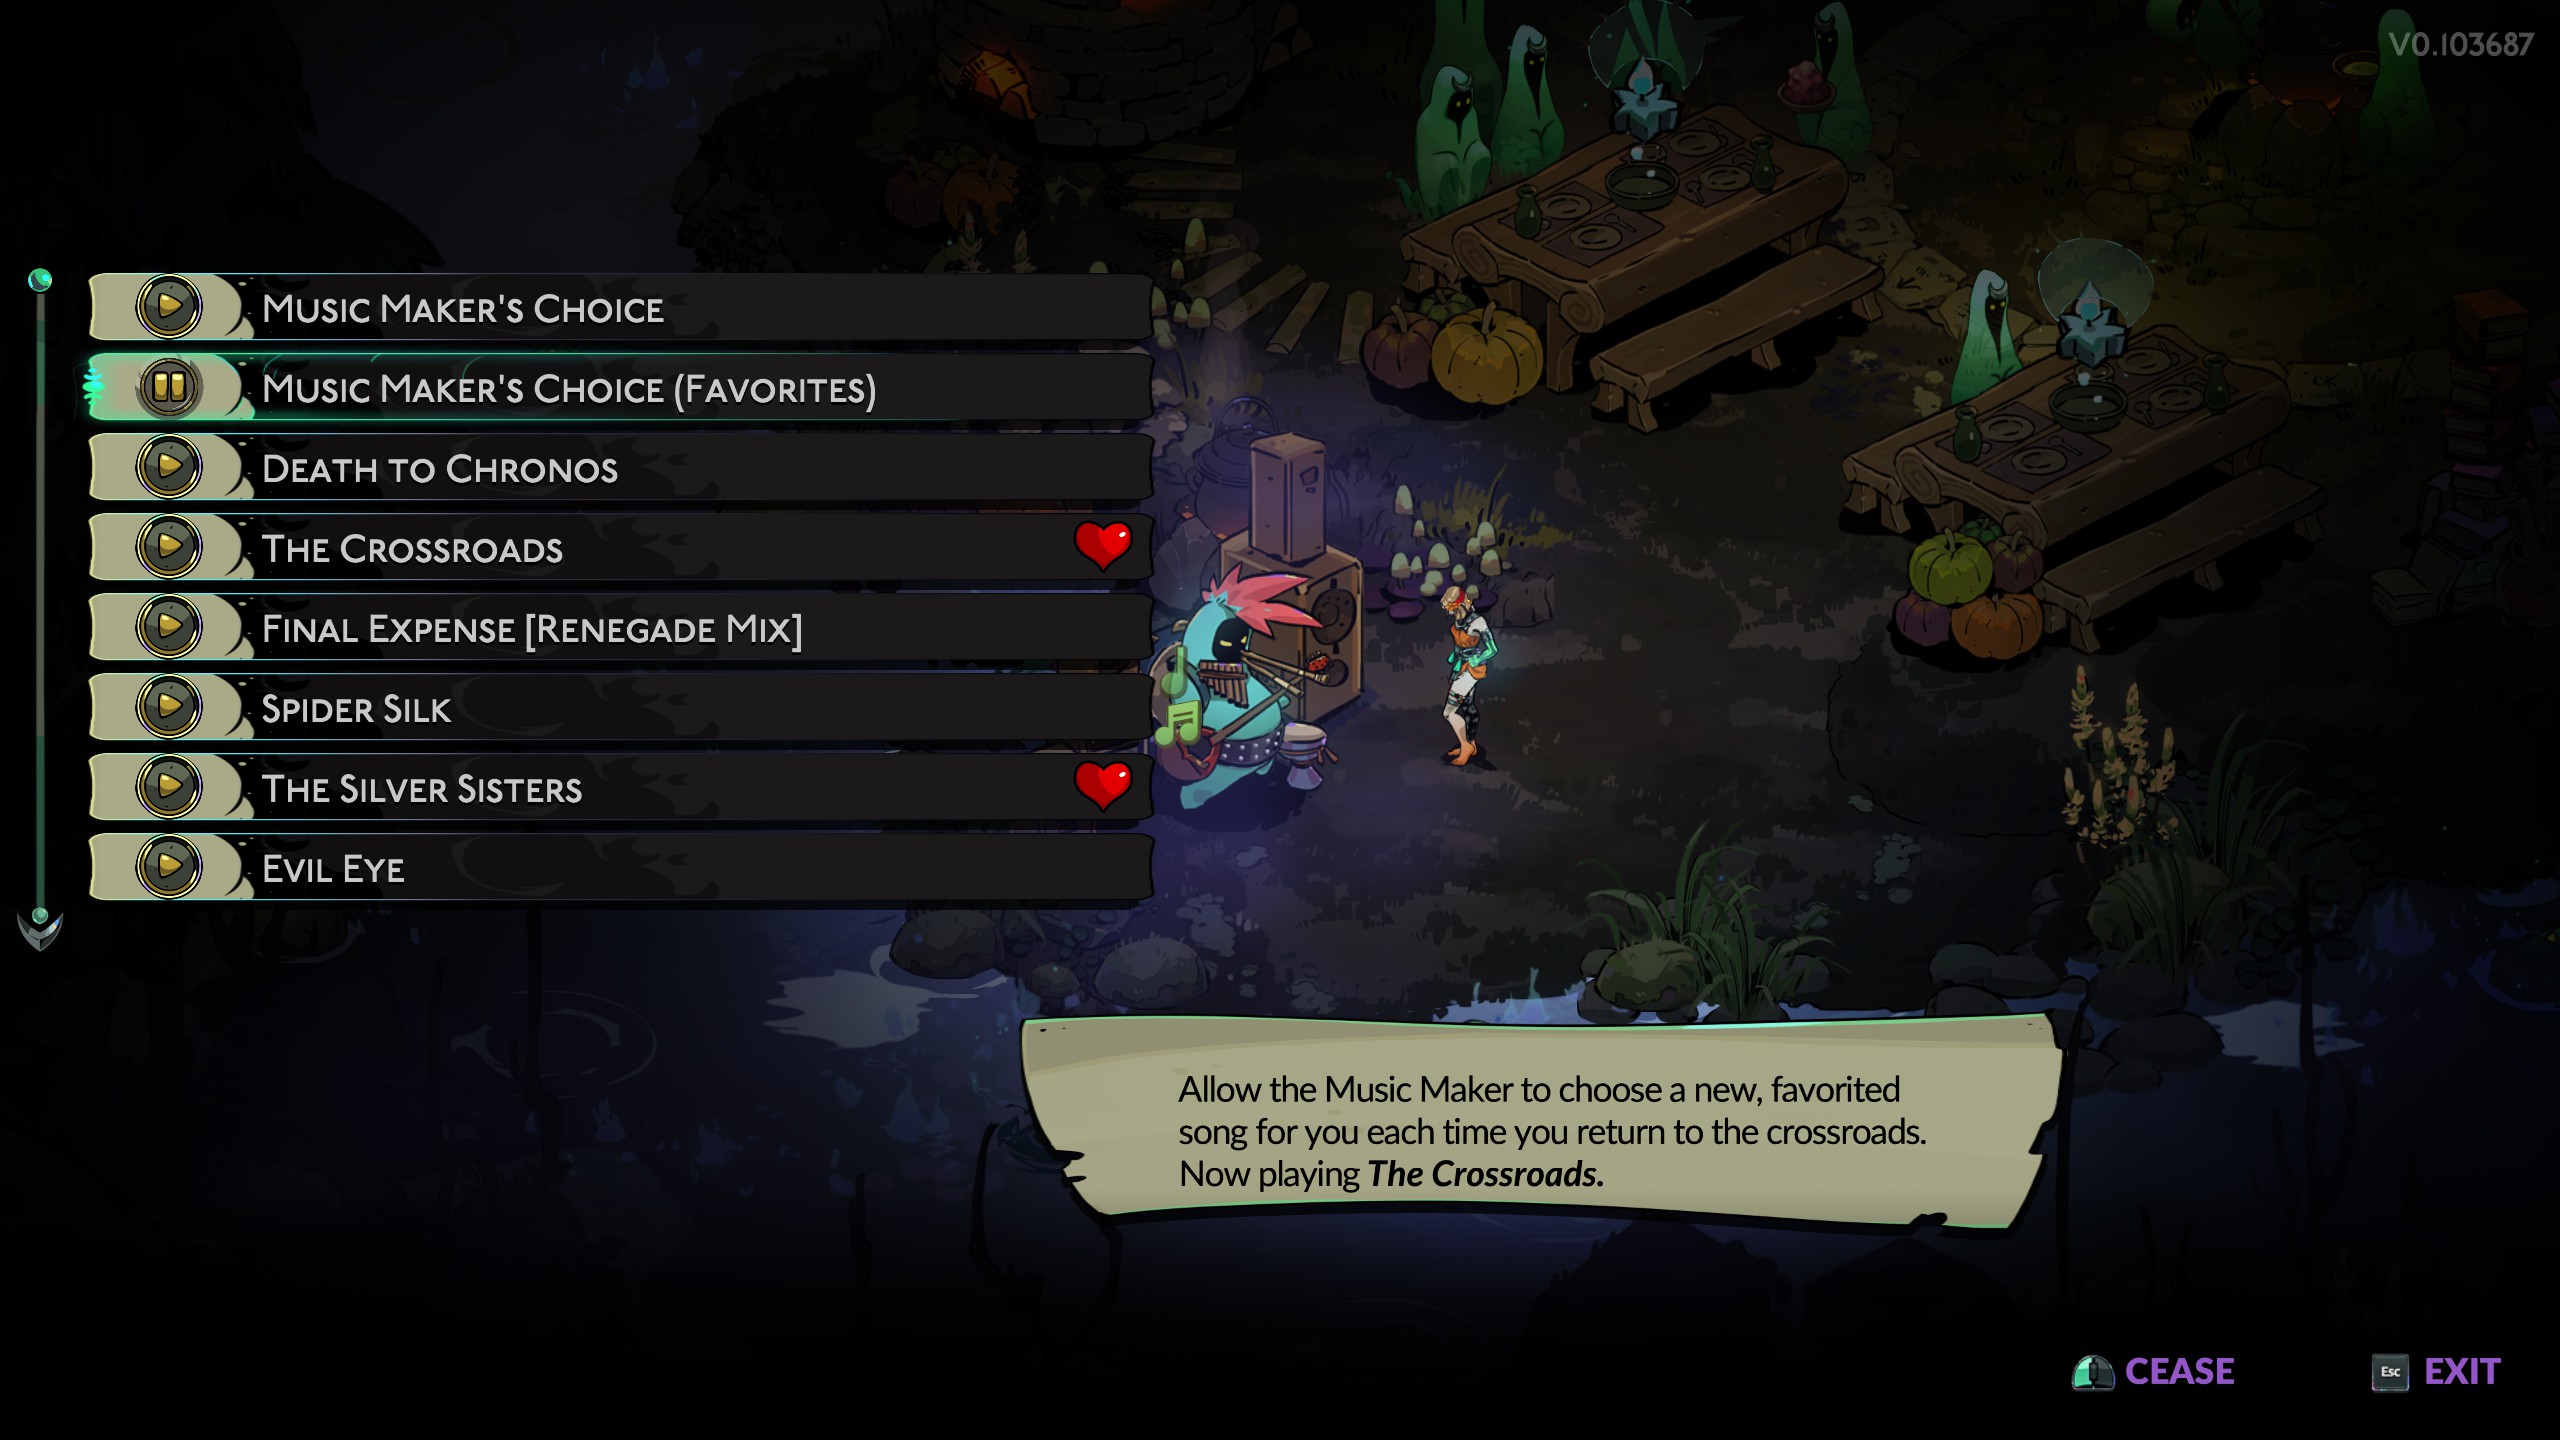 V0.103687
Music Maker's Choice
Music Maker's Choice (Favorites)
Death to Chronos
The Crossroads
Final Expense [Renegade Mix]
Spider Silk
The Silver Sisters
Evil Eye
Allow the Music Maker to choose a new, favorited
song for you each time you return to the crossroads.
Now playing The Crossroads.
CEASE
Esc EXIT